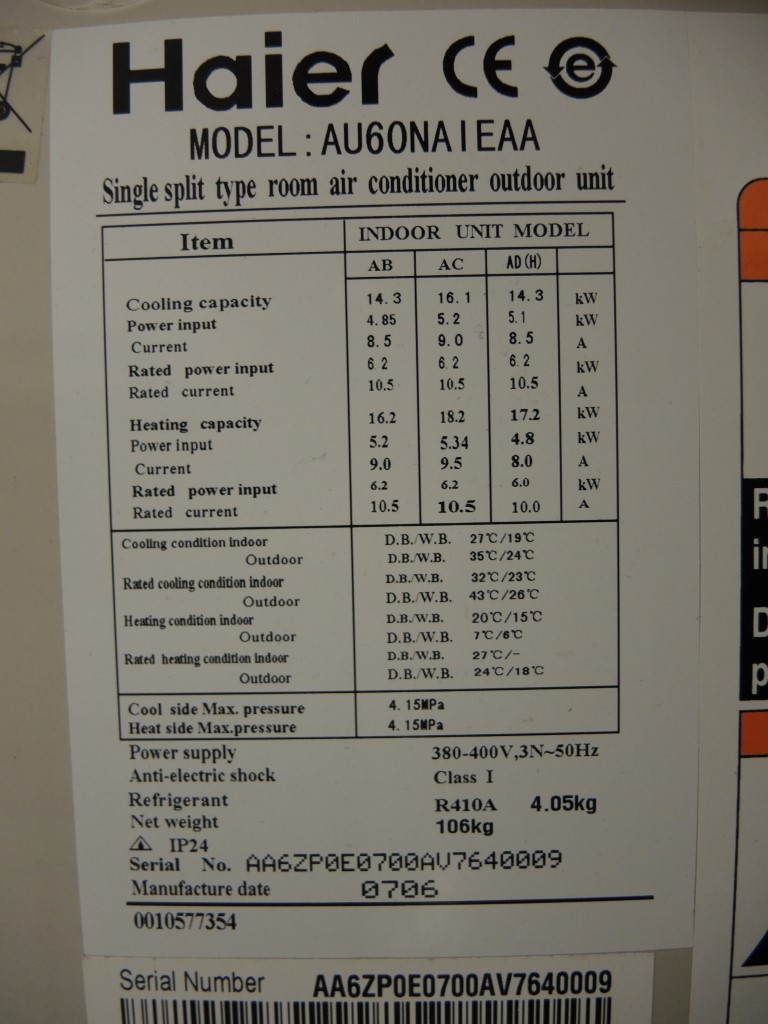 Haier CE e
MODEL: AU60NAIEAA
Single split type room air conditioner outdoor unit
Item INDOOR UNIT MODEL
AB AC AD(H)
Cooling capacity 14.3 16.1 14.3 kW
Power input 4.85 5.2 5.1 kW
Current 8.5 9.0 8.5 A
Rated power input 6.2 6.2 6.2 kW
Rated current 10.5 10.5 10.5 A
Heating capacity 16.2 18.2 17.2 kW
Power input 5.2 5.34 4.8 kW
Current 9.0 9.5 8.0 A
Rated power input 6.2 6.2 6.0 kW
Rated current 10.5 10.5 10.0 A
Cooling condition indoor D.B./W.B. 27℃/19℃
Outdoor D.B./W.B. 35℃/24℃
Rated cooling condition indoor D.B./W.B. 32℃/23℃
Outdoor D.B./W.B. 43℃/26℃
Heating condition indoor D.B./W.B. 20℃/15℃
Outdoor D.B./W.B. 7℃/6℃
Rated heating condition indoor D.B./W.B. 27℃/-
Outdoor D.B./W.B. 24℃/18℃
Cool side Max. pressure 4.15MPa
Heat side Max.pressure 4.15MPa
Power supply 380-400V,3N~50Hz
Anti-electric shock Class I
Refrigerant R410A 4.05kg
Net weight 106kg
IP24
Serial No. AA6ZP0E0700AV7640009
Manufacture date 0706
0010577354
Serial Number AA6ZP0E0700AV7640009